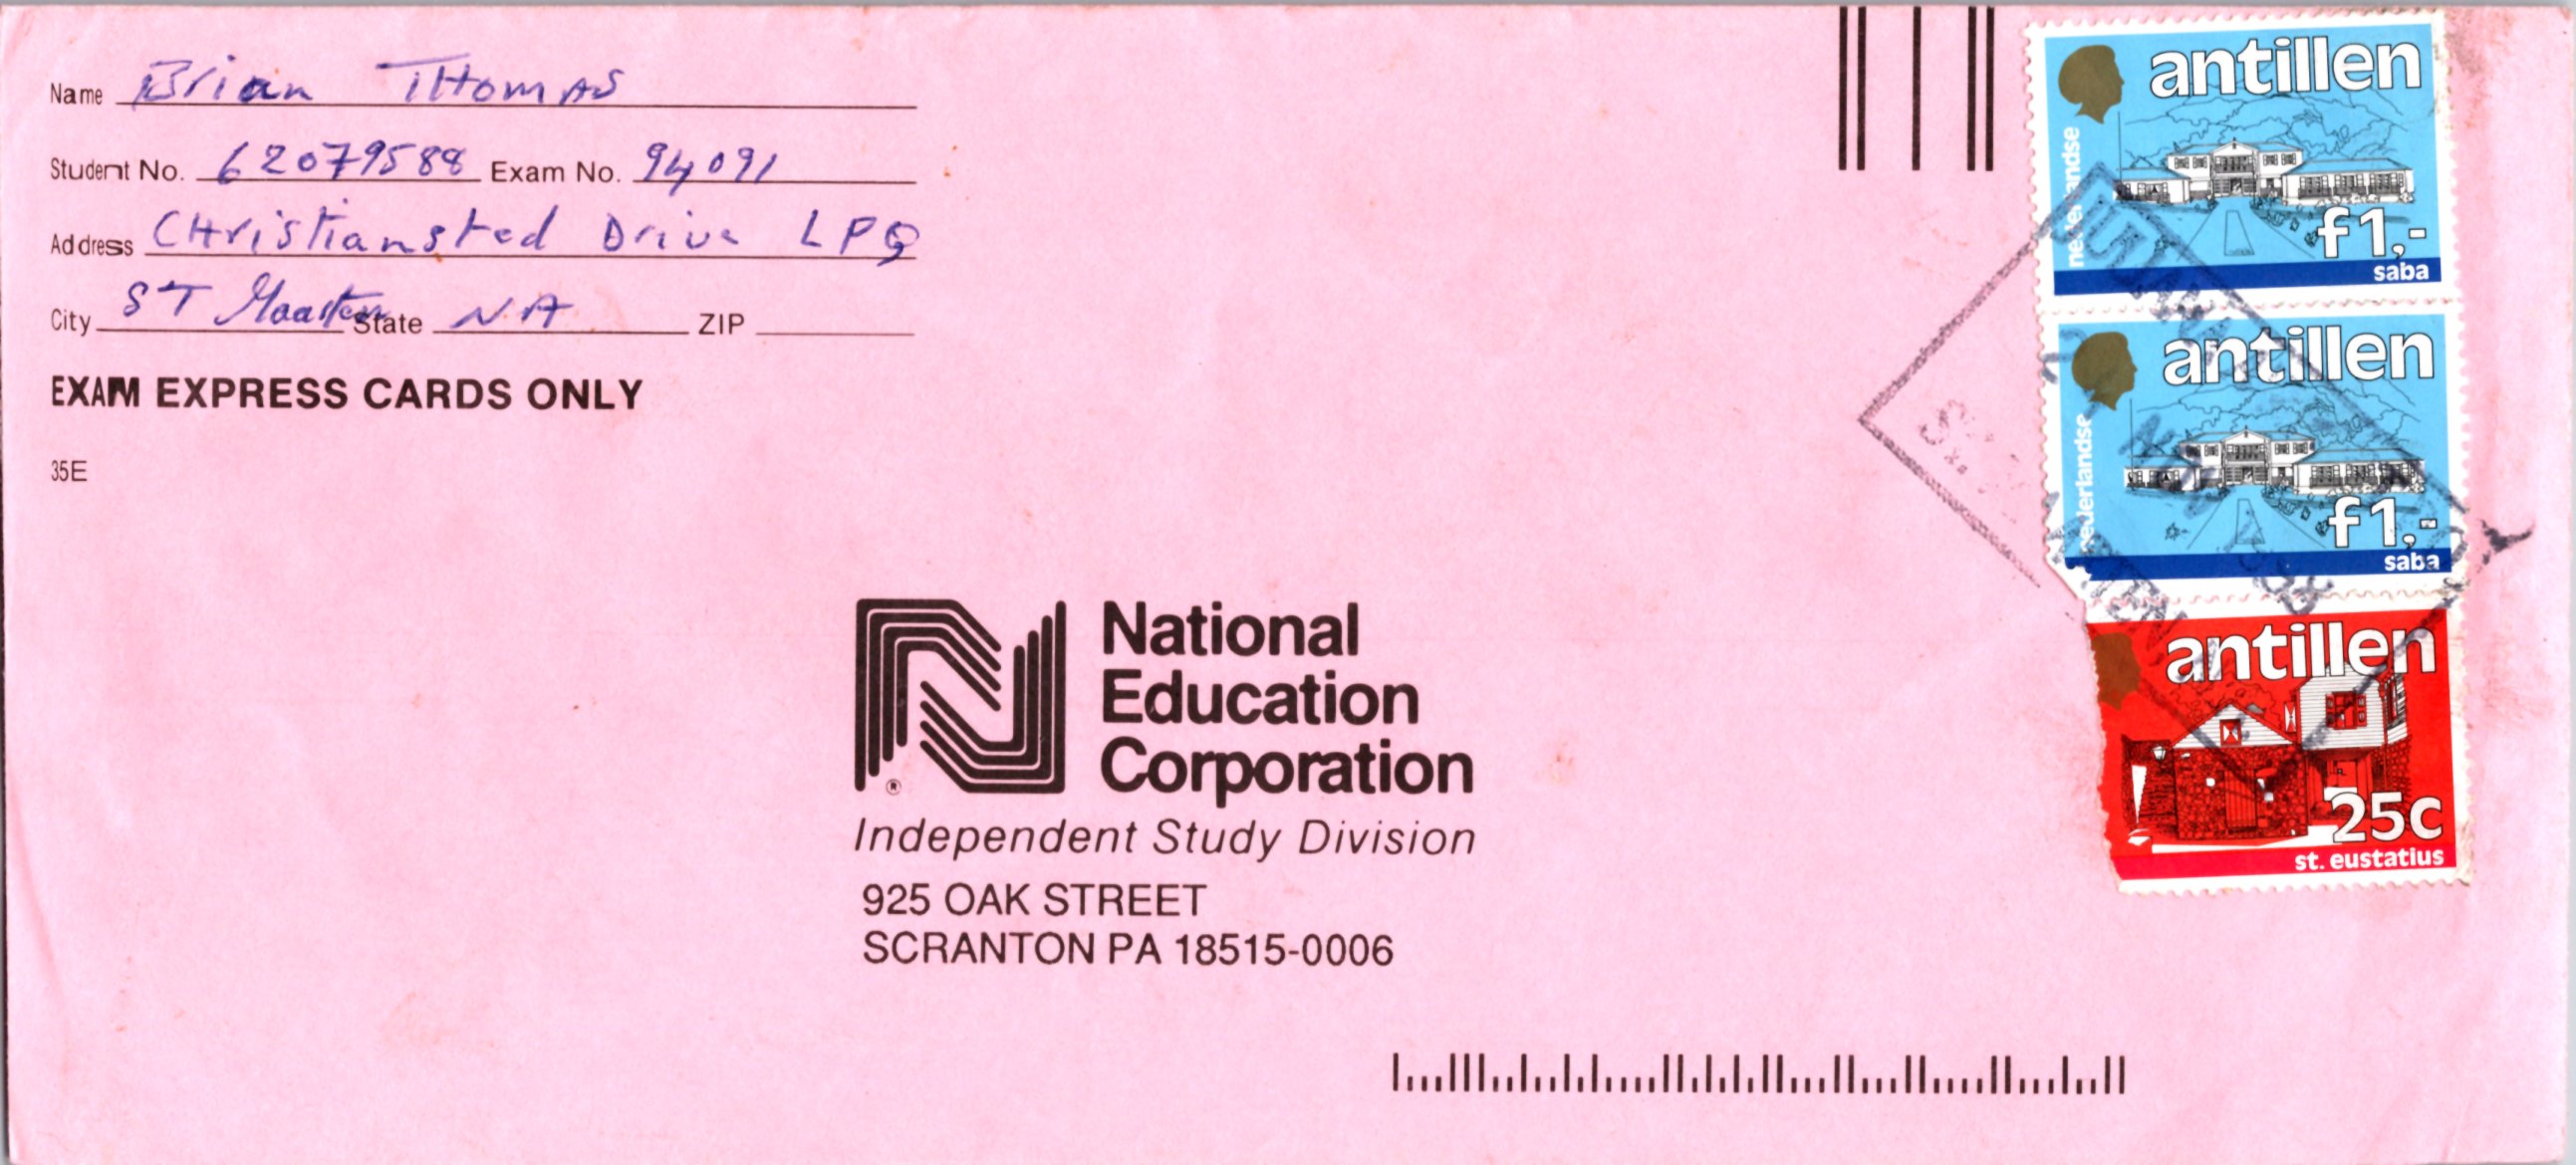 Name Brian THomas
Student No. 62079588 Exam No. 94091
Address CHristiansted Drive LPQ
City ST Maarten State NA ZIP
EXAM EXPRESS CARDS ONLY
35E
nederlandse antillen
f1,-
saba
nederlandse antillen
f1,-
saba
antillen
25c
st. eustatius
National
Education
Corporation
®
Independent Study Division
925 OAK STREET
SCRANTON PA 18515-0006